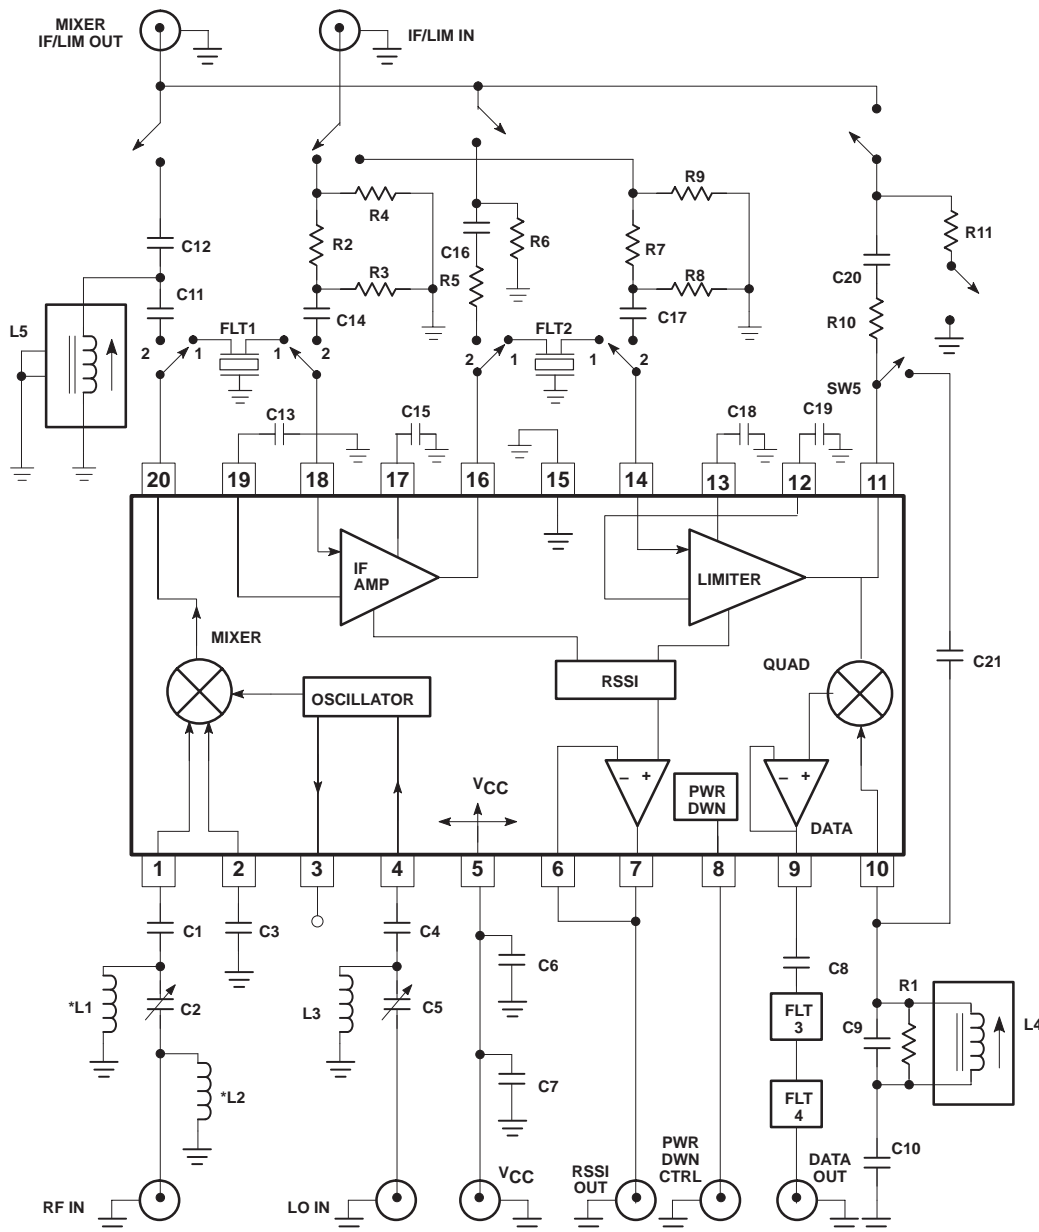 MIXER
IF/LIM OUT
IF/LIM IN
R9
R4
R11
C12
R2
C16
R6
R7
C20
R3
R5
R8
C11
C14
C17
R10
L5
FLT1
FLT2
2
1
1
2
2
1
1
2
SW5
C13
C15
C18
C19
20
19
18
17
16
15
14
13
12
11
IF
AMP
LIMITER
MIXER
QUAD
C21
RSSI
OSCILLATOR
VCC
– +
PWR
DWN
– +
DATA
1
2
3
4
5
6
7
8
9
10
C1
C3
C4
C6
C8
*L1
C2
L3
C5
R1
FLT
3
C9
L4
*L2
C7
FLT
4
C10
RF IN
LO IN
VCC
RSSI
OUT
PWR
DWN
CTRL
DATA
OUT